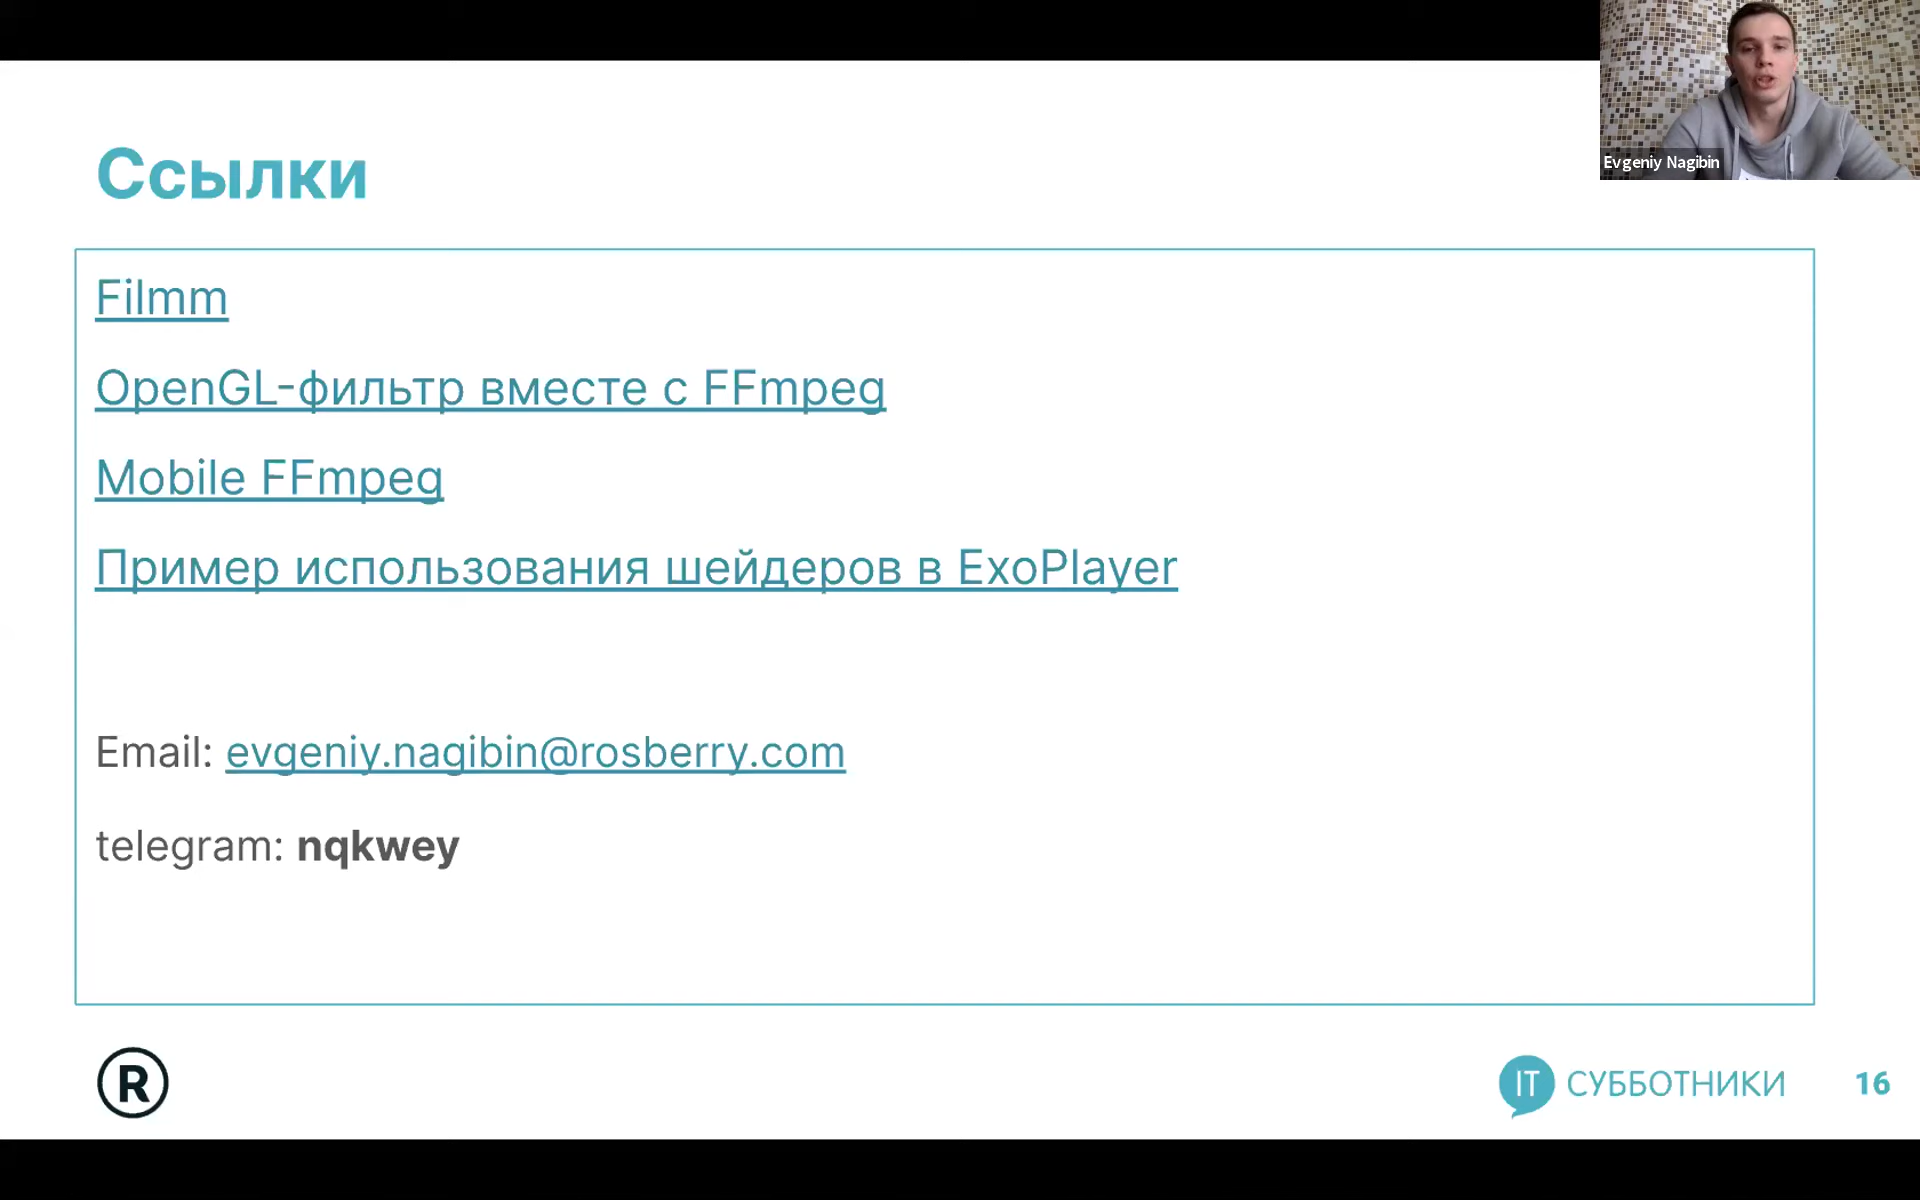 Evgeniy Nagibin
Ссылки
Filmm
OpenGL-фильтр вместе с FFmpeg
Mobile FFmpeg
Пример использования шейдеров в ExoPlayer
Email: evgeniy.nagibin@rosberry.com
telegram: nqkwey
R
IT СУББОТНИКИ
16